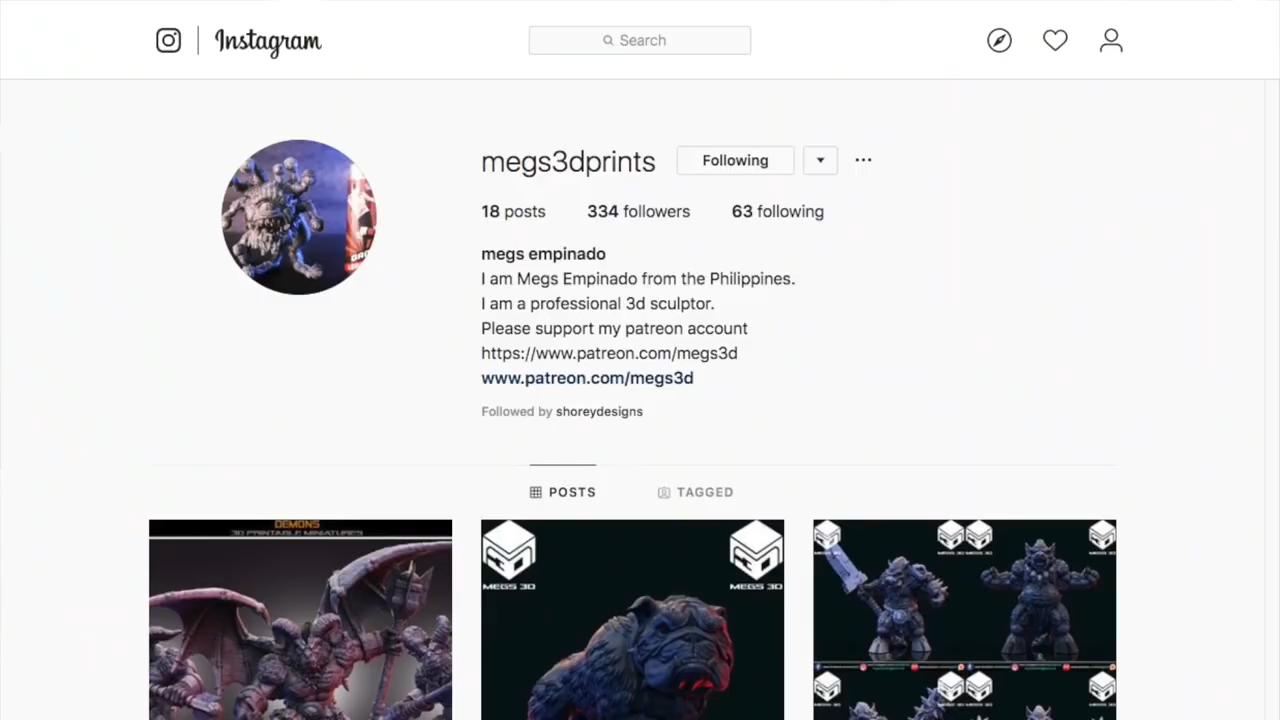 Instagram
Search
megs3dprints
Following
18 posts 334 followers 63 following
megs empinado
I am Megs Empinado from the Philippines.
I am a professional 3d sculptor.
Please support my patreon account
https://www.patreon.com/megs3d
www.patreon.com/megs3d
Followed by shoreydesigns
POSTS TAGGED
DEMONS
3D PRINTABLE MINIATURES
MEGS 3D MEGS 3D